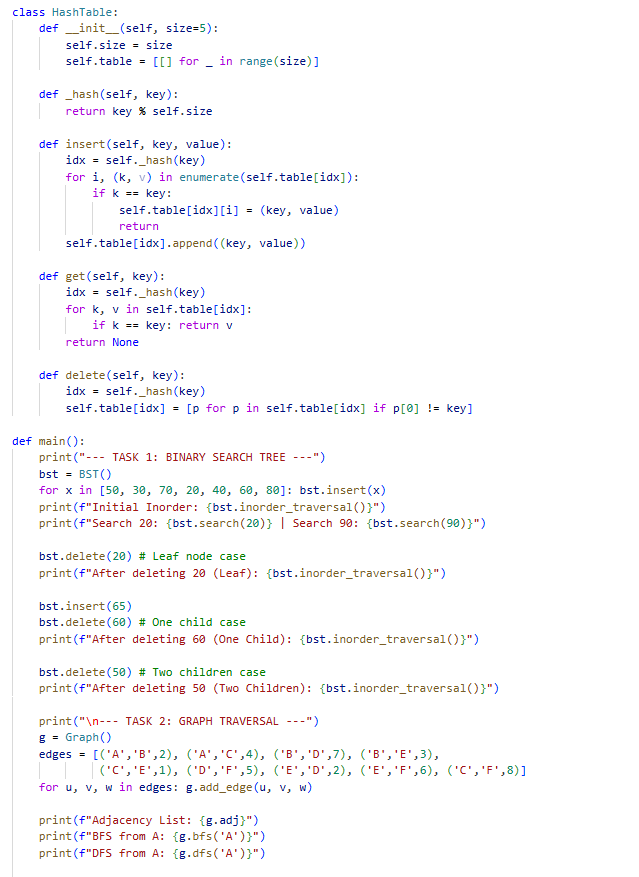 class HashTable:
    def __init__(self, size=5):
        self.size = size
        self.table = [[] for _ in range(size)]

    def _hash(self, key):
        return key % self.size

    def insert(self, key, value):
        idx = self._hash(key)
        for i, (k, v) in enumerate(self.table[idx]):
            if k == key:
                self.table[idx][i] = (key, value)
                return
        self.table[idx].append((key, value))

    def get(self, key):
        idx = self._hash(key)
        for k, v in self.table[idx]:
            if k == key: return v
        return None

    def delete(self, key):
        idx = self._hash(key)
        self.table[idx] = [p for p in self.table[idx] if p[0] != key]

def main():
    print("--- TASK 1: BINARY SEARCH TREE ---")
    bst = BST()
    for x in [50, 30, 70, 20, 40, 60, 80]: bst.insert(x)
    print(f"Initial Inorder: {bst.inorder_traversal()}")
    print(f"Search 20: {bst.search(20)} | Search 90: {bst.search(90)}")

    bst.delete(20) # Leaf node case
    print(f"After deleting 20 (Leaf): {bst.inorder_traversal()}")

    bst.insert(65)
    bst.delete(60) # One child case
    print(f"After deleting 60 (One Child): {bst.inorder_traversal()}")

    bst.delete(50) # Two children case
    print(f"After deleting 50 (Two Children): {bst.inorder_traversal()}")

    print("\n--- TASK 2: GRAPH TRAVERSAL ---")
    g = Graph()
    edges = [('A','B',2), ('A','C',4), ('B','D',7), ('B','E',3),
             ('C','E',1), ('D','F',5), ('E','D',2), ('E','F',6), ('C','F',8)]
    for u, v, w in edges: g.add_edge(u, v, w)

    print(f"Adjacency List: {g.adj}")
    print(f"BFS from A: {g.bfs('A')}")
    print(f"DFS from A: {g.dfs('A')}")